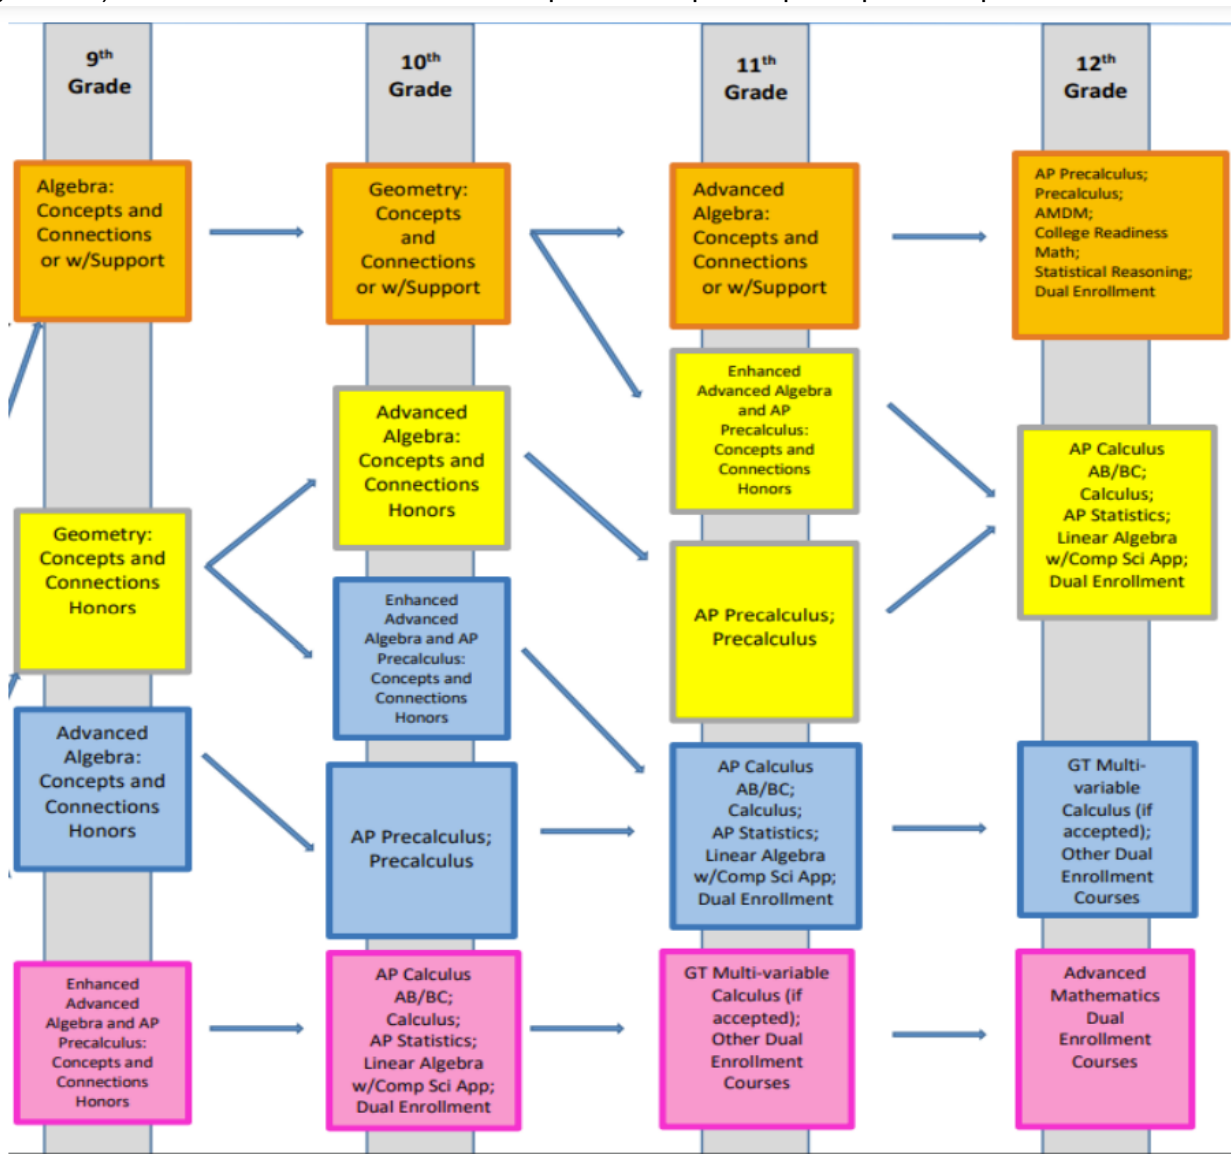 9th
Grade
10th
Grade
11th
Grade
12th
Grade
Algebra:
Concepts and
Connections
or w/Support
Geometry:
Concepts
and
Connections
or w/Support
Advanced
Algebra:
Concepts and
Connections
or w/Support
AP Precalculus;
Precalculus;
AMDM;
College Readiness
Math;
Statistical Reasoning;
Dual Enrollment
Geometry:
Concepts and
Connections
Honors
Advanced
Algebra:
Concepts and
Connections
Honors
Enhanced
Advanced Algebra
and AP
Precalculus:
Concepts and
Connections
Honors
AP Calculus
AB/BC;
Calculus;
AP Statistics;
Linear Algebra
w/Comp Sci App;
Dual Enrollment
Enhanced
Advanced
Algebra and AP
Precalculus:
Concepts and
Connections
Honors
AP Precalculus;
Precalculus
Advanced
Algebra:
Concepts and
Connections
Honors
AP Precalculus;
Precalculus
AP Calculus
AB/BC;
Calculus;
AP Statistics;
Linear Algebra
w/Comp Sci App;
Dual Enrollment
GT Multi-
variable
Calculus (if
accepted);
Other Dual
Enrollment
Courses
Enhanced
Advanced
Algebra and AP
Precalculus:
Concepts and
Connections
Honors
AP Calculus
AB/BC;
Calculus;
AP Statistics;
Linear Algebra
w/Comp Sci App;
Dual Enrollment
GT Multi-variable
Calculus (if
accepted);
Other Dual
Enrollment
Courses
Advanced
Mathematics
Dual
Enrollment
Courses